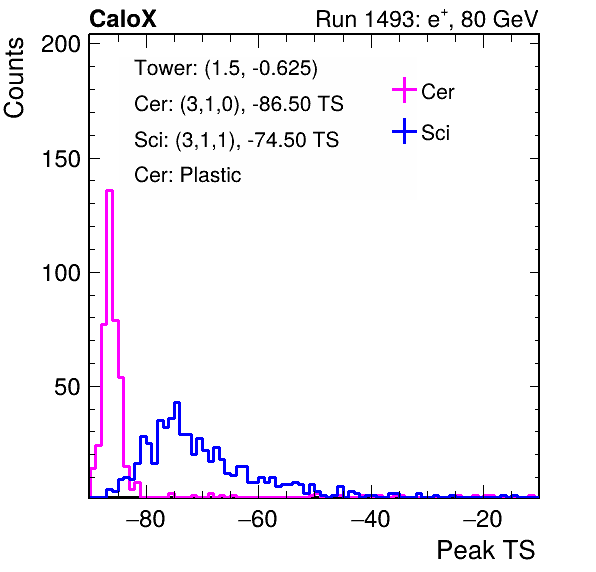 CaloX Run 1493: e⁺, 80 GeV
Counts
200
150
100
50
Tower: (1.5, -0.625)
Cer: (3,1,0), -86.50 TS
Sci: (3,1,1), -74.50 TS
Cer: Plastic
Cer
Sci
−80 −60 −40 −20
Peak TS